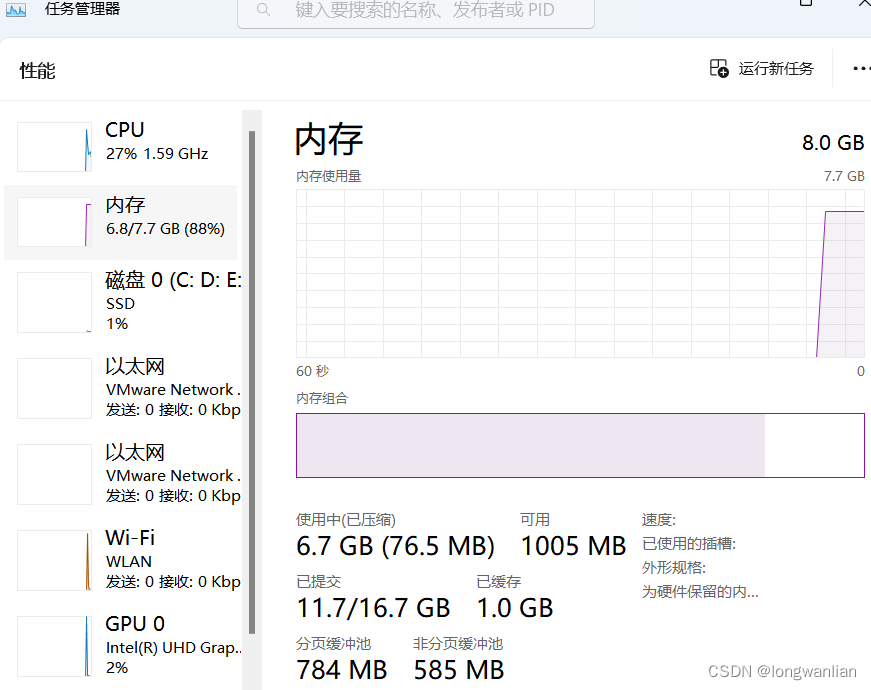 任务管理器
键入要搜索的名称、发布者或 PID
性能
运行新任务
CPU
27% 1.59 GHz
内存
6.8/7.7 GB (88%)
磁盘 0 (C: D: E:
SSD
1%
以太网
VMware Network .
发送: 0 接收: 0 Kbp
以太网
VMware Network .
发送: 0 接收: 0 Kbp
Wi-Fi
WLAN
发送: 0 接收: 0 Kbp
GPU 0
Intel(R) UHD Grap..
2%
内存
8.0 GB
内存使用量
7.7 GB
60 秒
0
内存组合
使用中(已压缩)
6.7 GB (76.5 MB)
可用
1005 MB
已提交
11.7/16.7 GB
已缓存
1.0 GB
分页缓冲池
784 MB
非分页缓冲池
585 MB
速度:
已使用的插槽:
外形规格:
为硬件保留的内...
CSDN @longwanlian